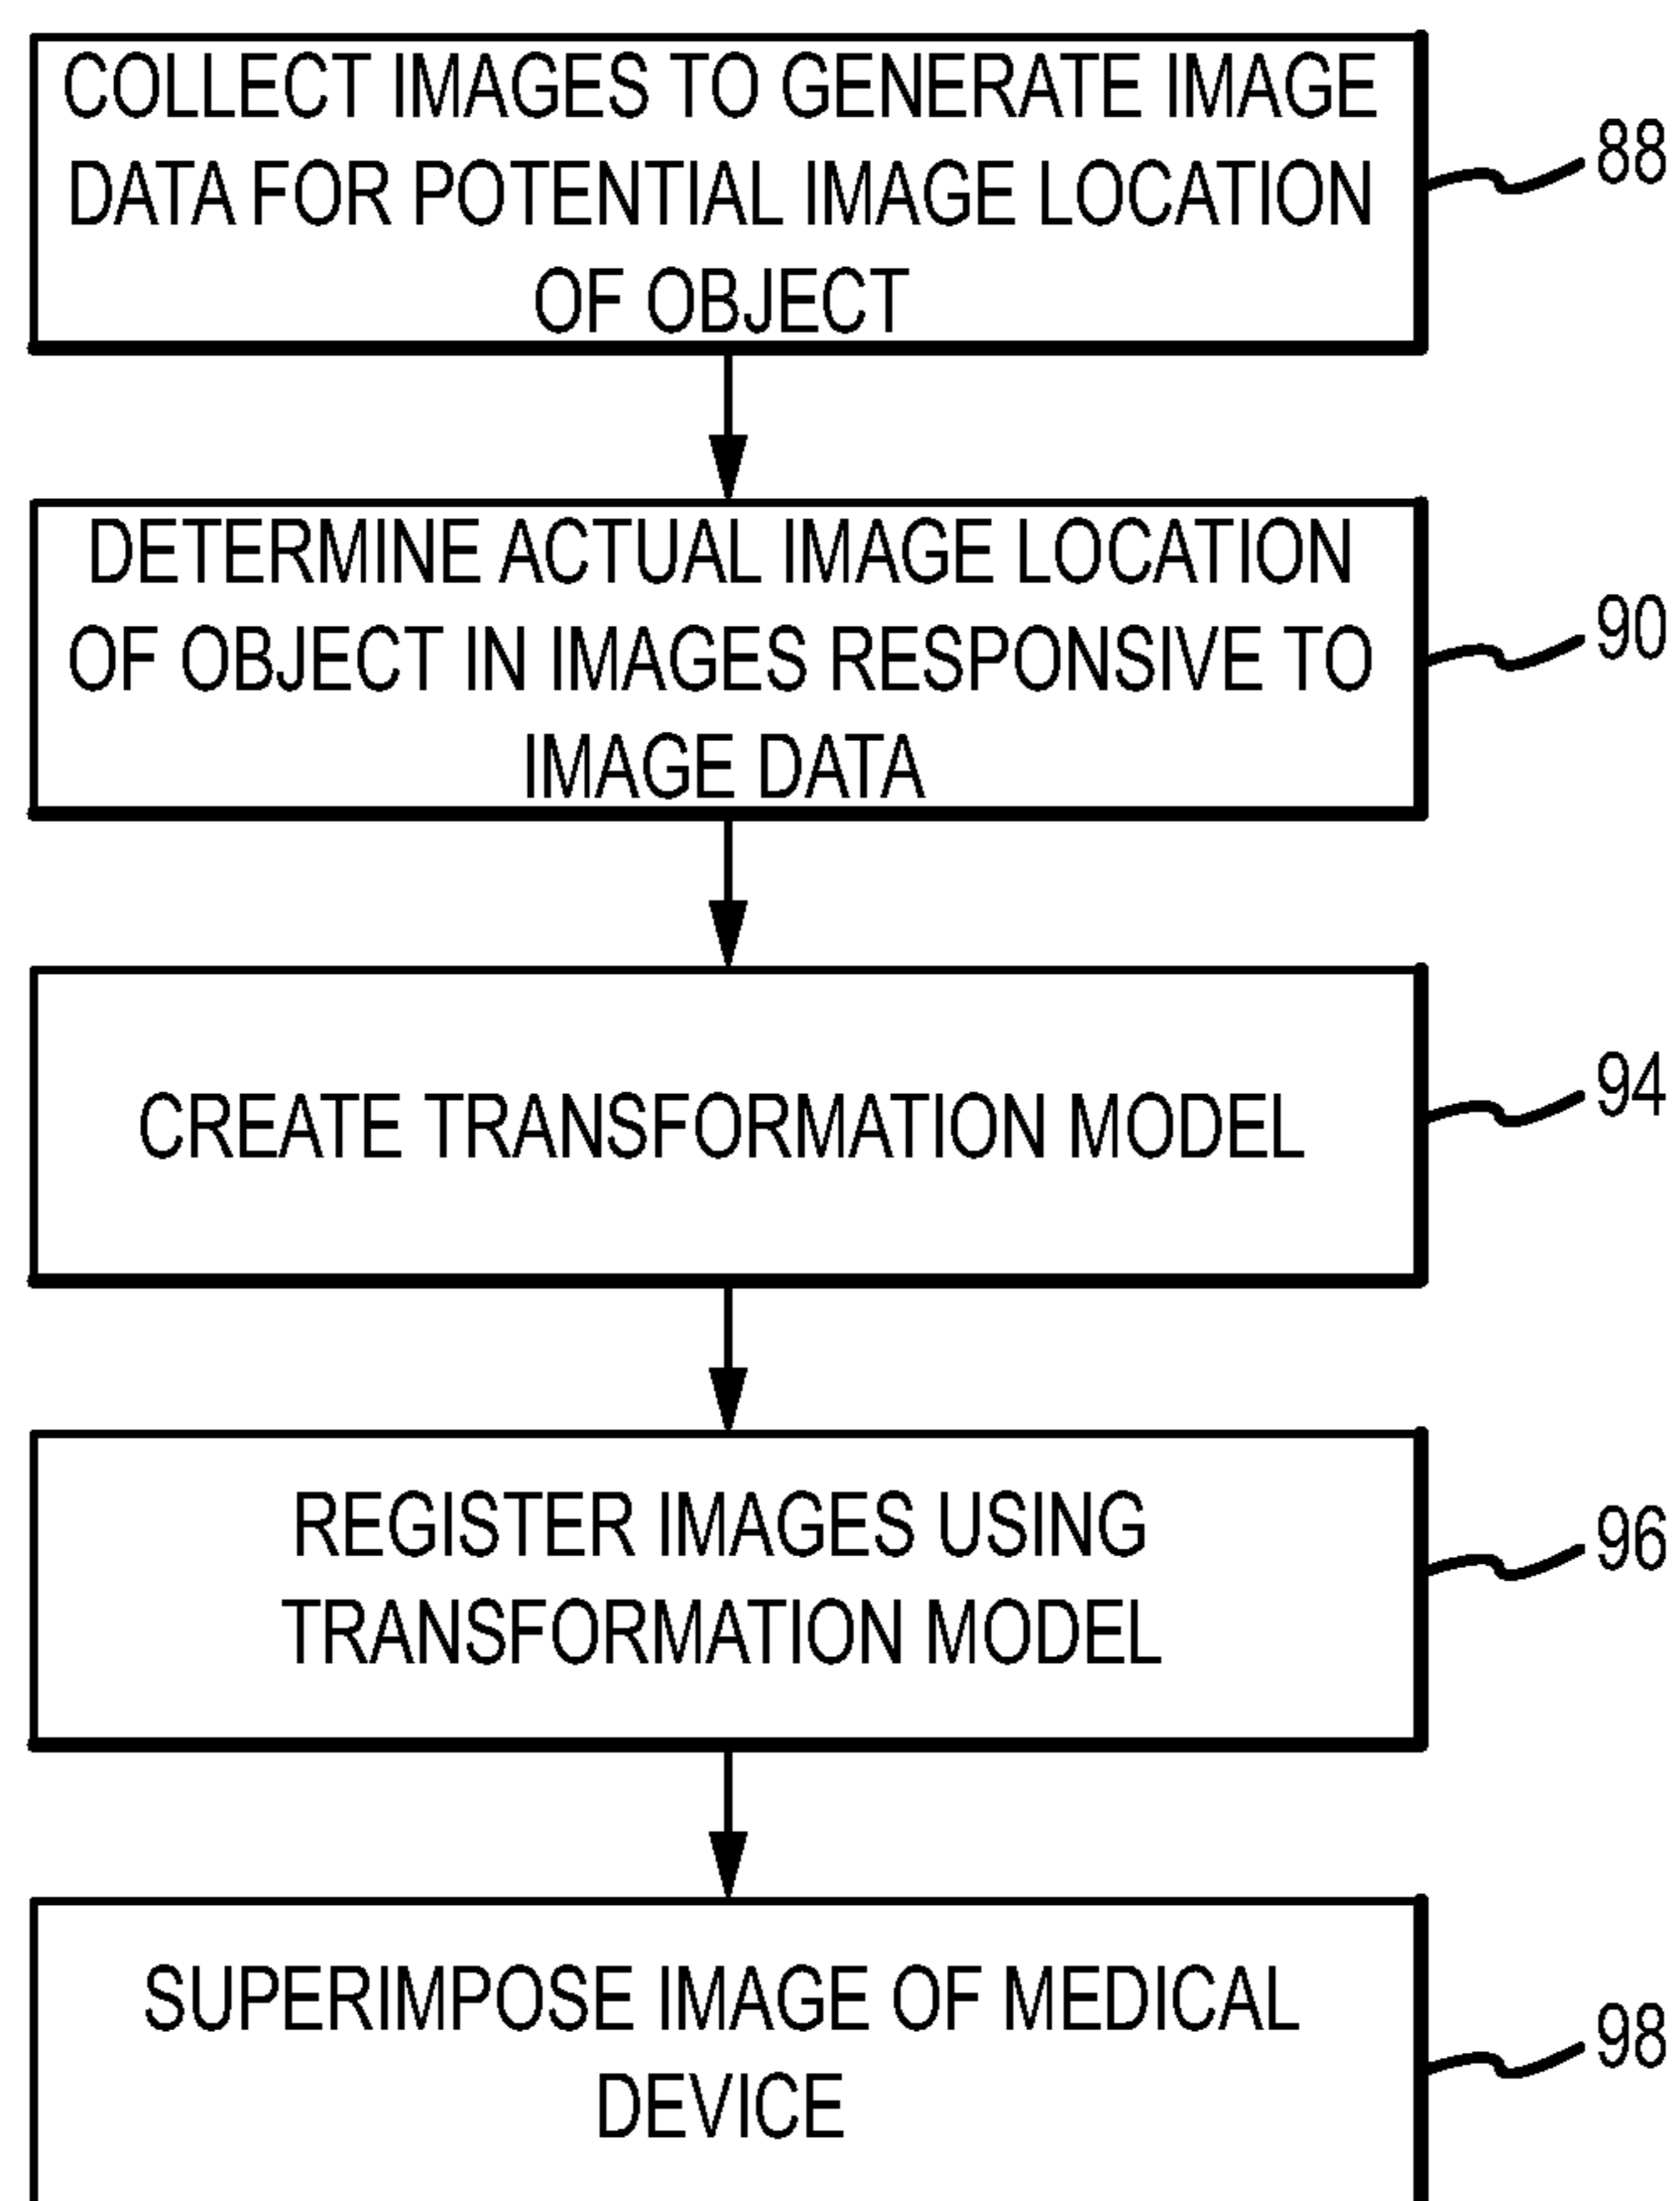 COLLECT IMAGES TO GENERATE IMAGE
DATA FOR POTENTIAL IMAGE LOCATION
OF OBJECT
88
DETERMINE ACTUAL IMAGE LOCATION
OF OBJECT IN IMAGES RESPONSIVE TO
IMAGE DATA
90
CREATE TRANSFORMATION MODEL
94
REGISTER IMAGES USING
TRANSFORMATION MODEL
96
SUPERIMPOSE IMAGE OF MEDICAL
DEVICE
98